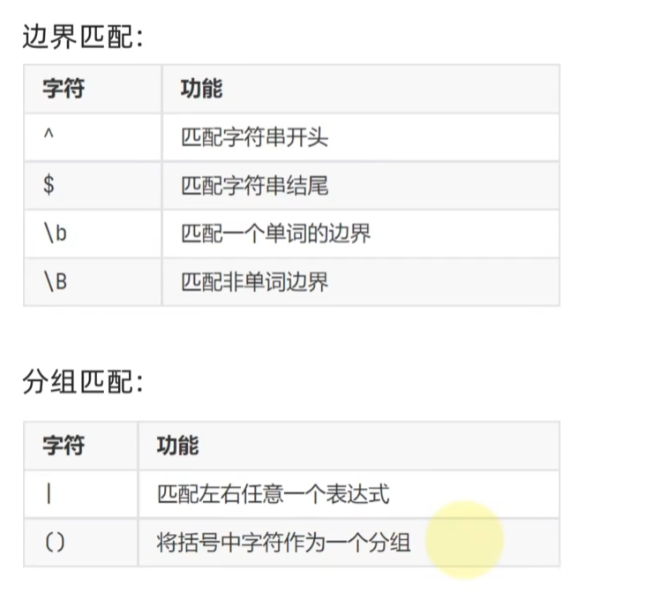 边界匹配：
字符 功能
^ 匹配字符串开头
$ 匹配字符串结尾
\b 匹配一个单词的边界
\B 匹配非单词边界
分组匹配：
字符 功能
| 匹配左右任意一个表达式
() 将括号中字符作为一个分组